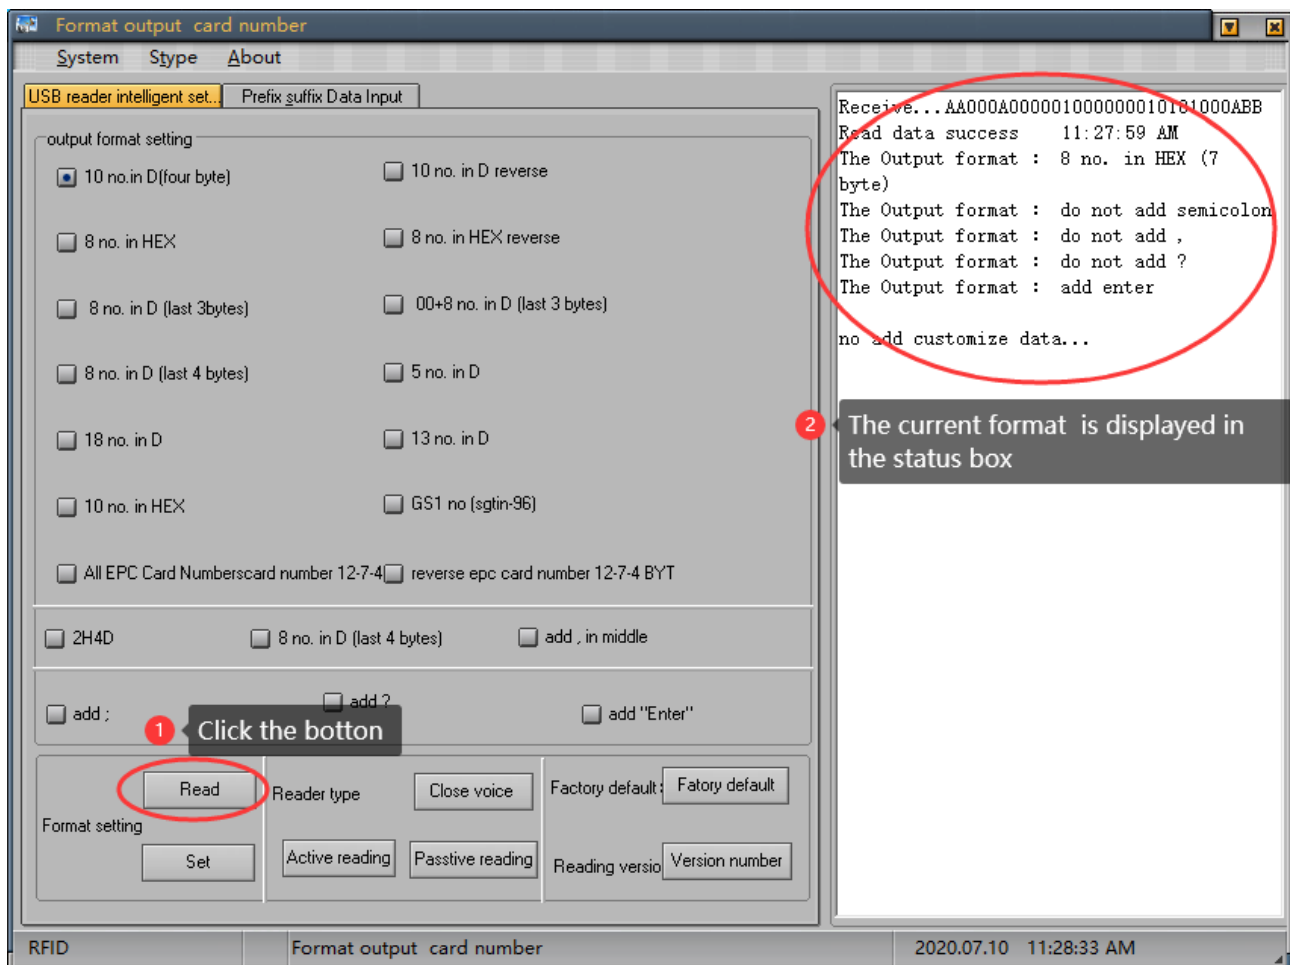 Format output card number
System Stype About
USB reader intelligent set... Prefix suffix Data Input
output format setting
10 no.in D(four byte) 10 no. in D reverse
8 no. in HEX 8 no. in HEX reverse
8 no. in D (last 3bytes) 00+8 no. in D (last 3 bytes)
8 no. in D (last 4 bytes) 5 no. in D
18 no. in D 13 no. in D
10 no. in HEX GS1 no (sgtin-96)
All EPC Card Numberscard number 12-7-4 reverse epc card number 12-7-4 BYT
2H4D 8 no. in D (last 4 bytes) add , in middle
add ; add ? add "Enter"
1 Click the botton
Read Reader type Close voice Factory default: Fatory default
Format setting
Set Active reading Passtive reading Reading versio Version number
Receive...AA000A0000010000000010181000ABB
Read data success 11:27:59 AM
The Output format : 8 no. in HEX (7
byte)
The Output format : do not add semicolon
The Output format : do not add ,
The Output format : do not add ?
The Output format : add enter
no add customize data...
2 The current format is displayed in
the status box
RFID Format output card number 2020.07.10 11:28:33 AM